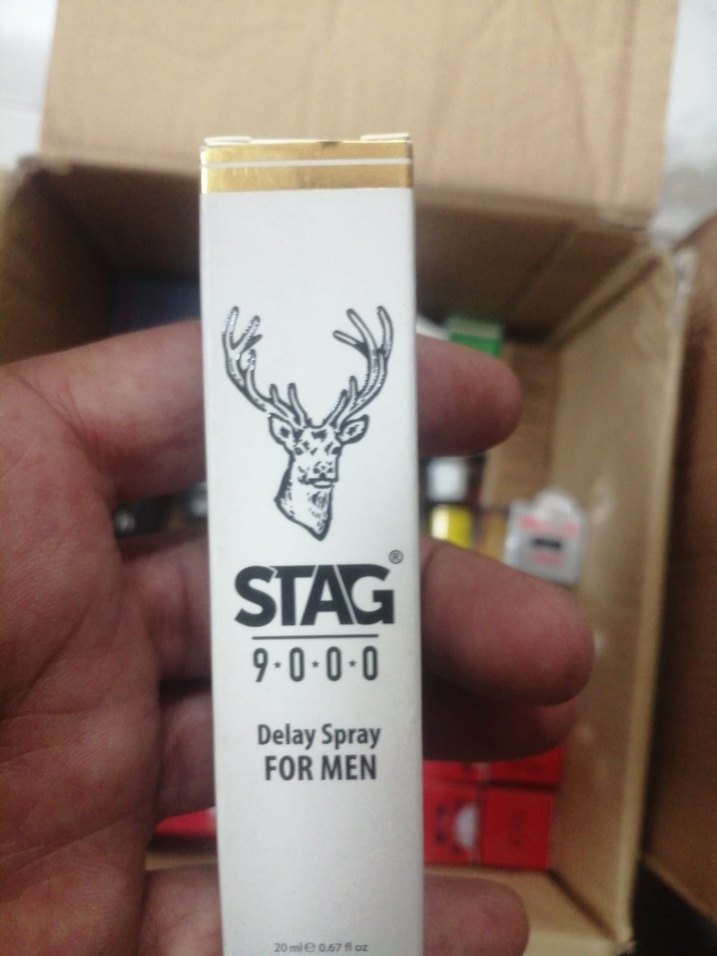 STAG®
9·0·0·0
Delay Spray
FOR MEN
20 ml ℮ 0.67 fl oz